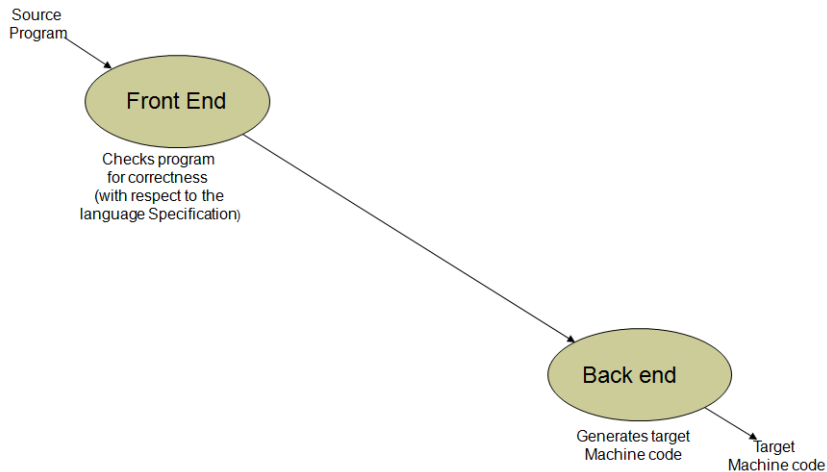 Source
Program
Front End
Checks program
for correctness
(with respect to the
language Specification)
Back end
Generates target
Machine code
Target
Machine code